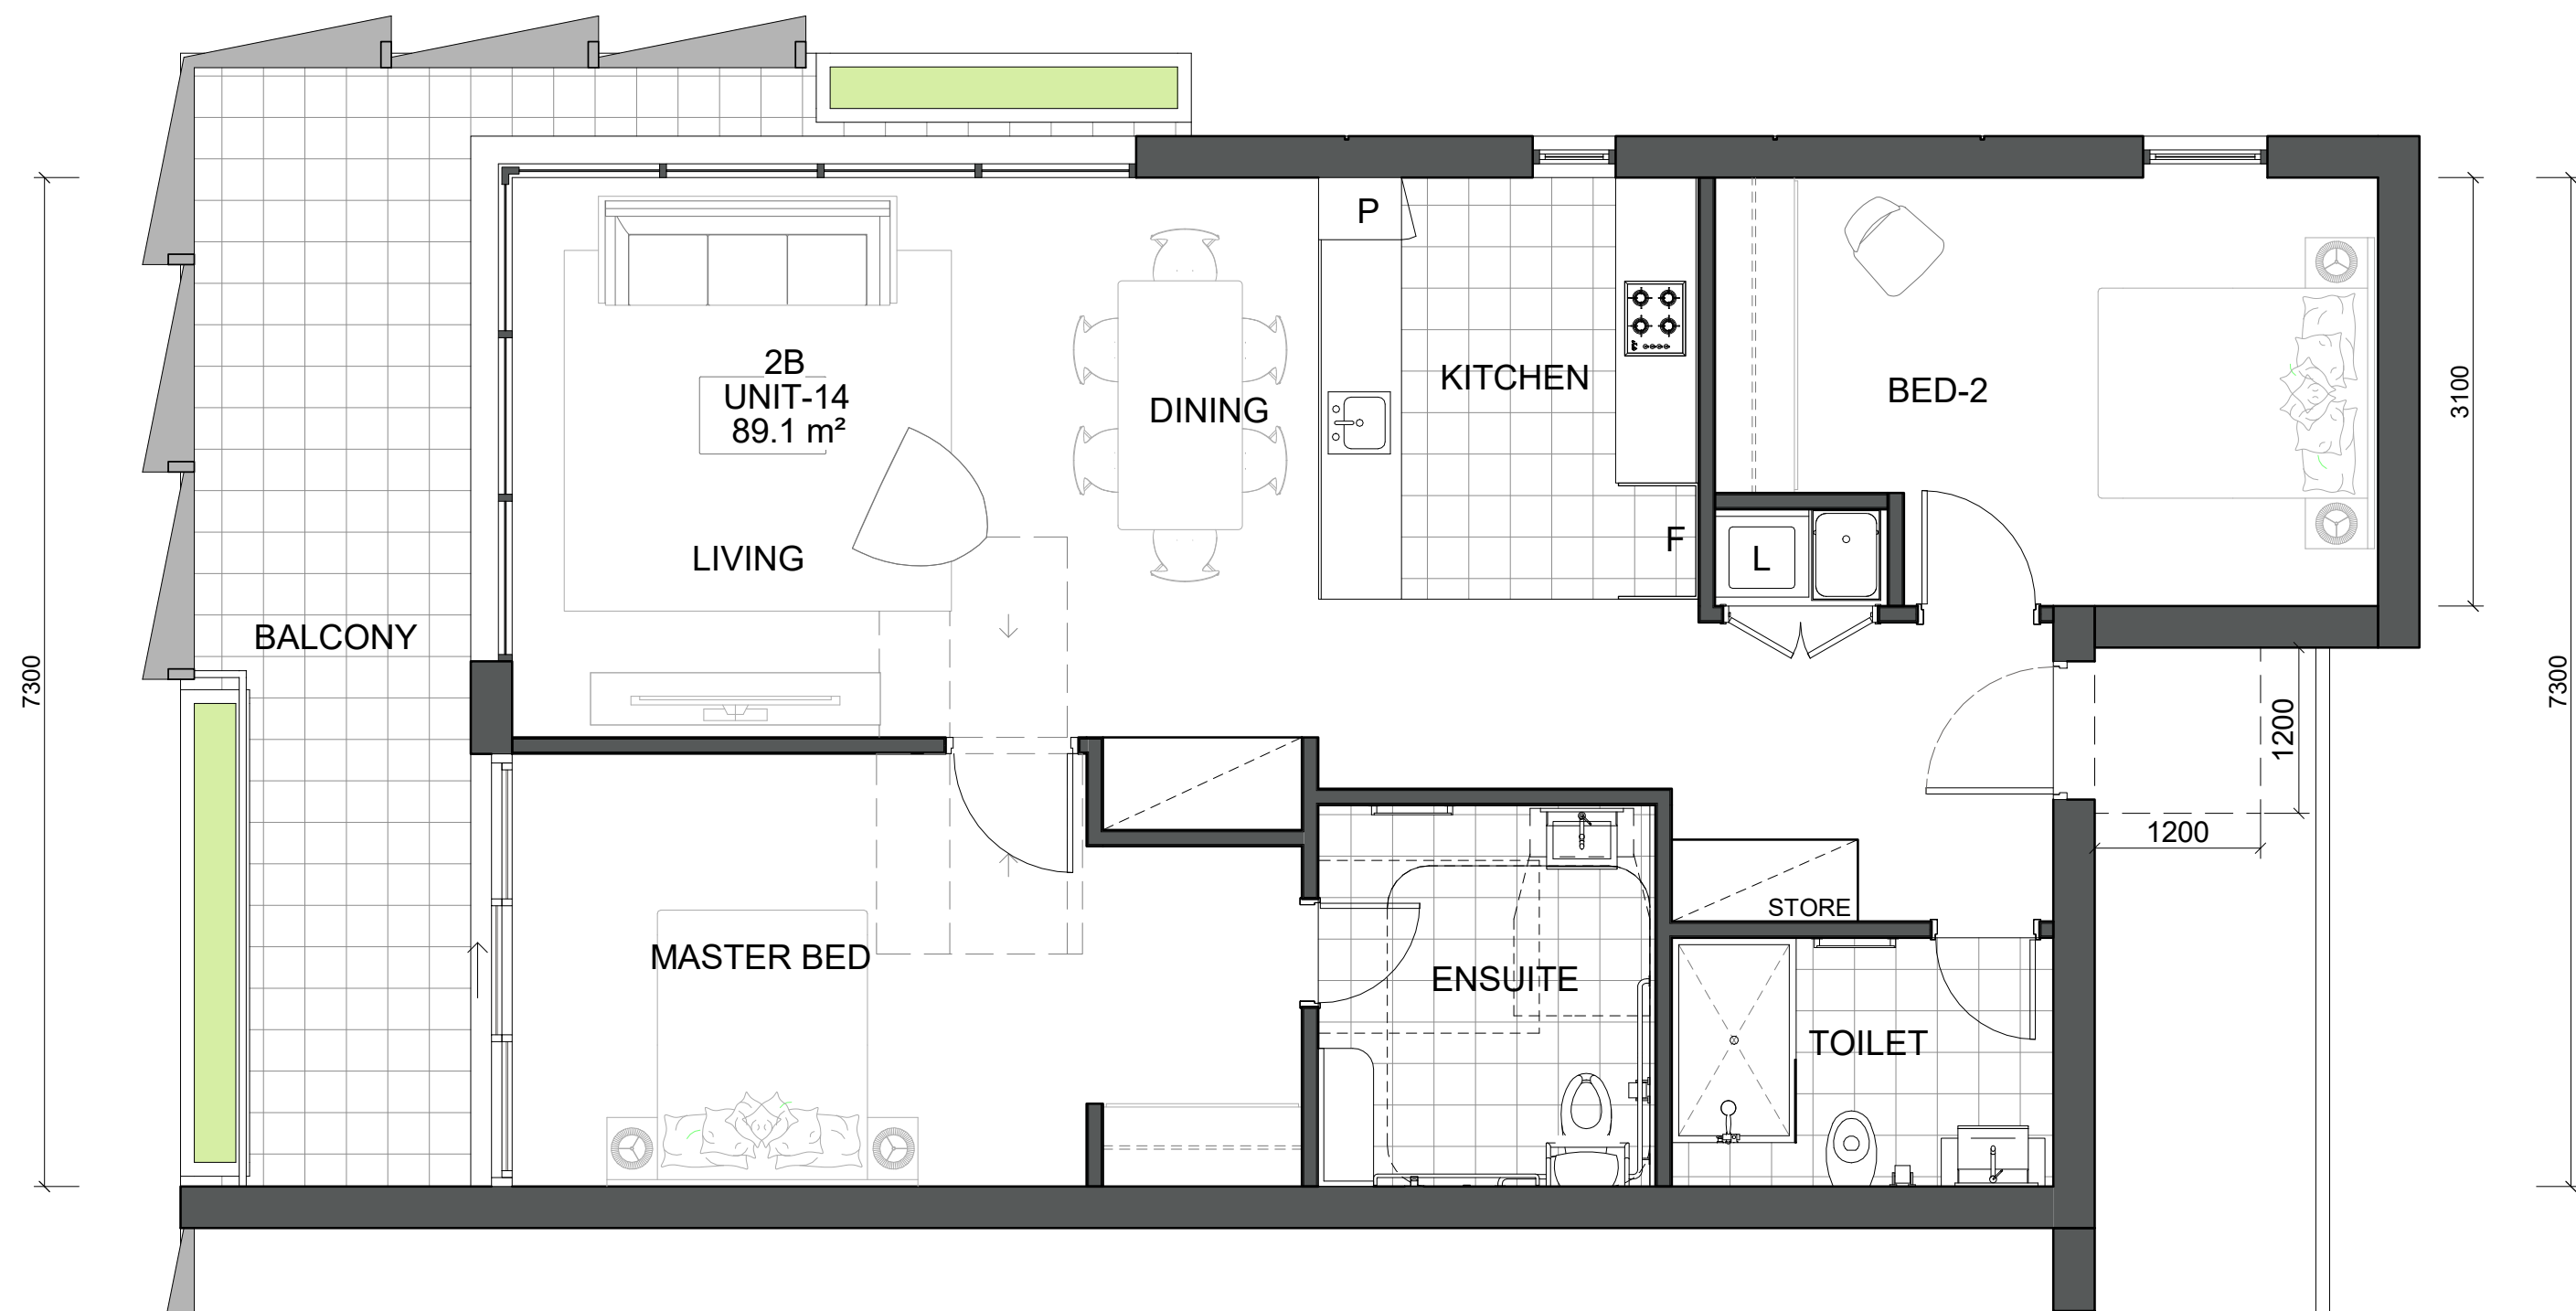 P
2B
UNIT-14
89.1 m²
KITCHEN
BED-2
DINING
3100
F
L
LIVING
BALCONY
7300
7300
1200
1200
STORE
MASTER BED
ENSUITE
TOILET